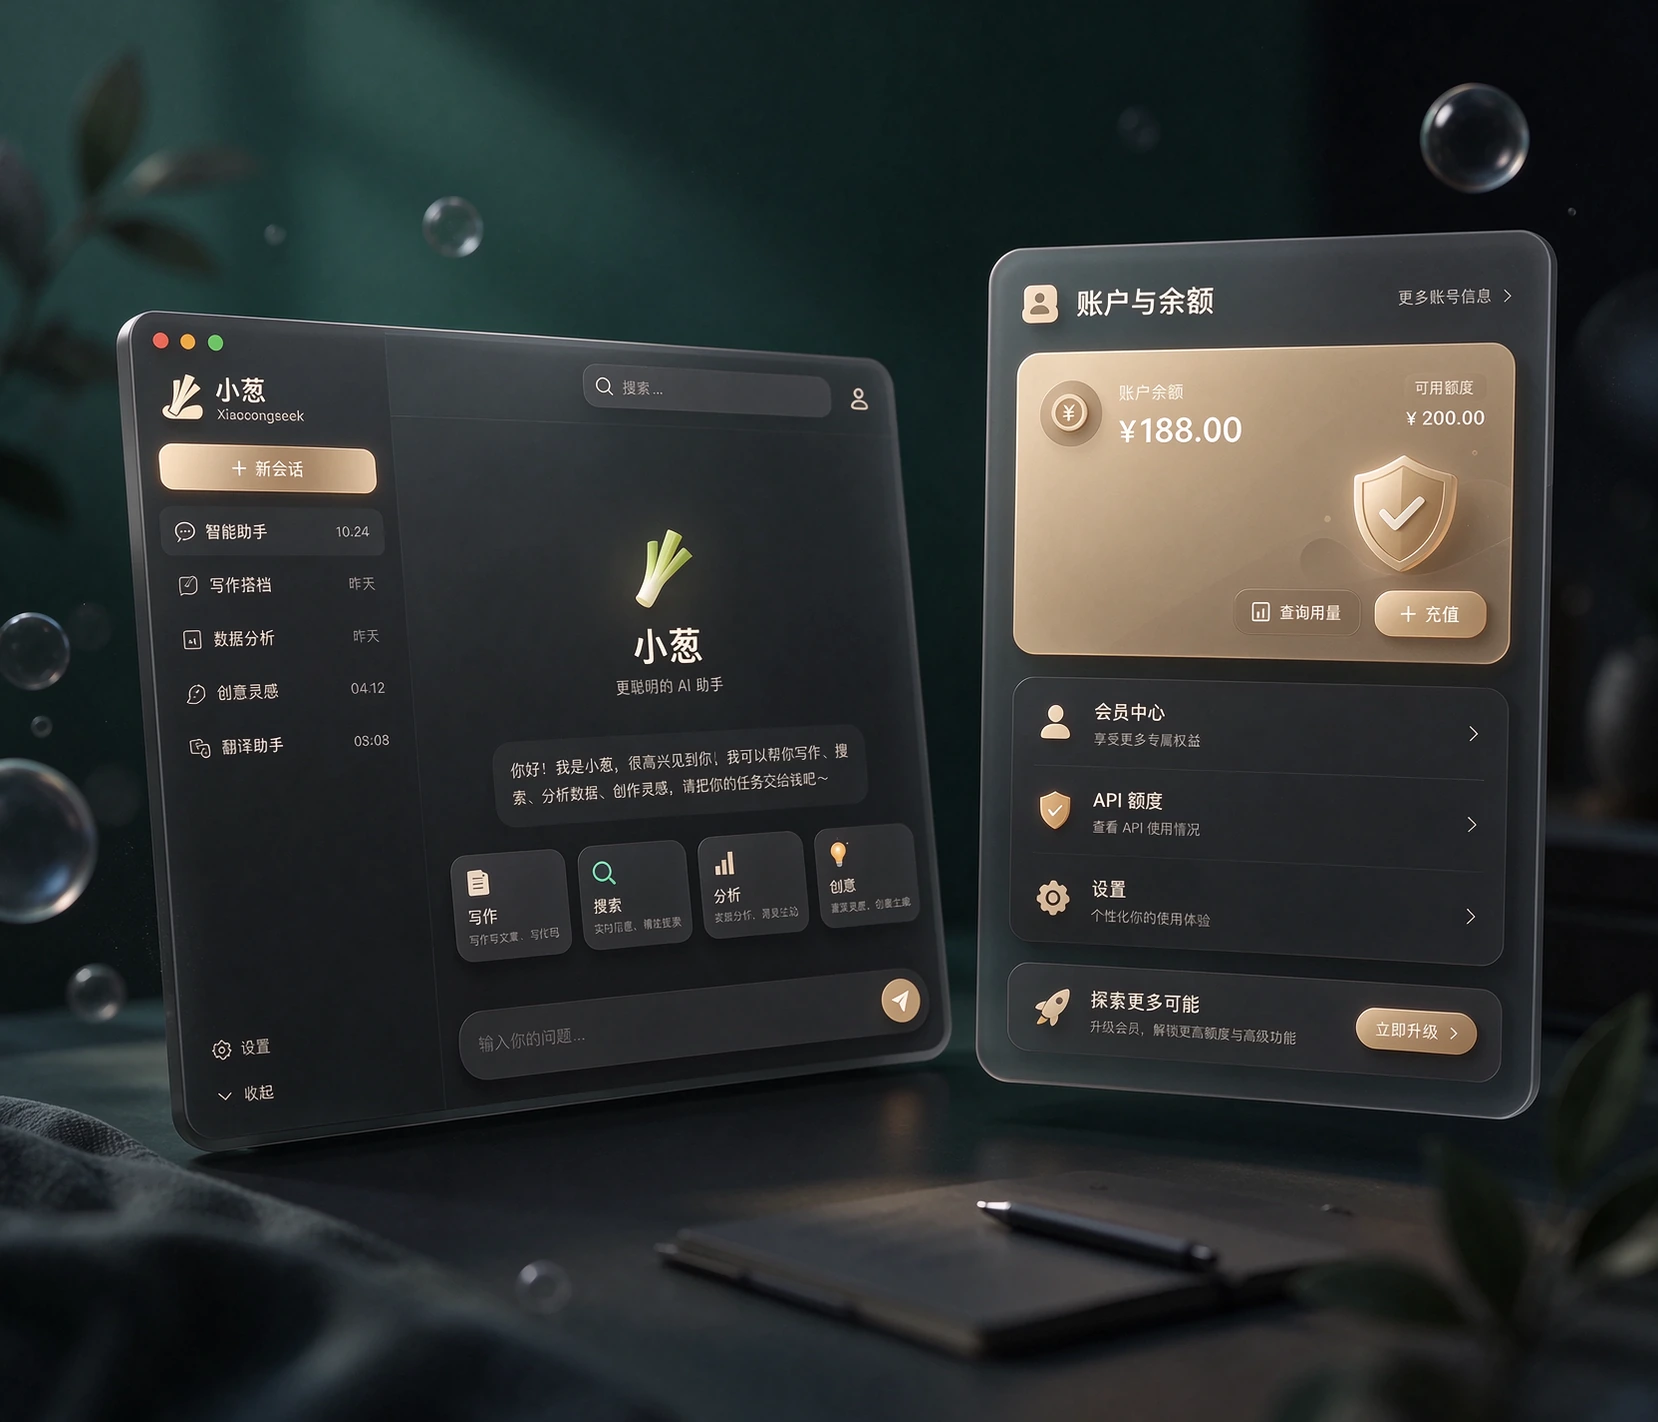 小葱
Xiaocongseek
搜索...
+ 新会话
智能助手 10.24
写作搭档 昨天
数据分析 昨天
创意灵感 04.12
翻译助手 03:08
设置
收起
小葱
更聪明的 AI 助手
你好！我是小葱，很高兴见到你！我可以帮你写作、搜
索、分析数据、创作灵感，请把你的任务交给钱吧～
写作
搜索
分析
创意
输入你的问题...
账户与余额
更多账号信息
账户余额
¥188.00
可用额度
¥ 200.00
查询用量
+ 充值
会员中心
享受更多专属权益
API 额度
查看 API 使用情况
设置
个性化你的使用体验
探索更多可能
升级会员，解锁更高额度与高级功能
立即升级